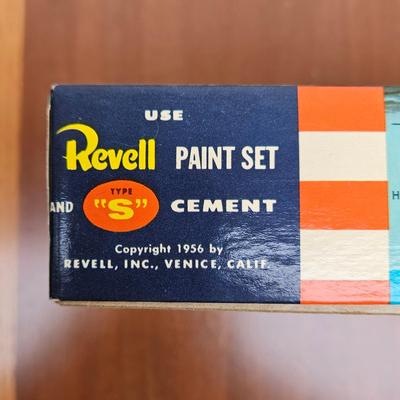 USE
Revell PAINT SET
AND TYPE "S" CEMENT
Copyright 1956 by
REVELL, INC., VENICE, CALIF.
H